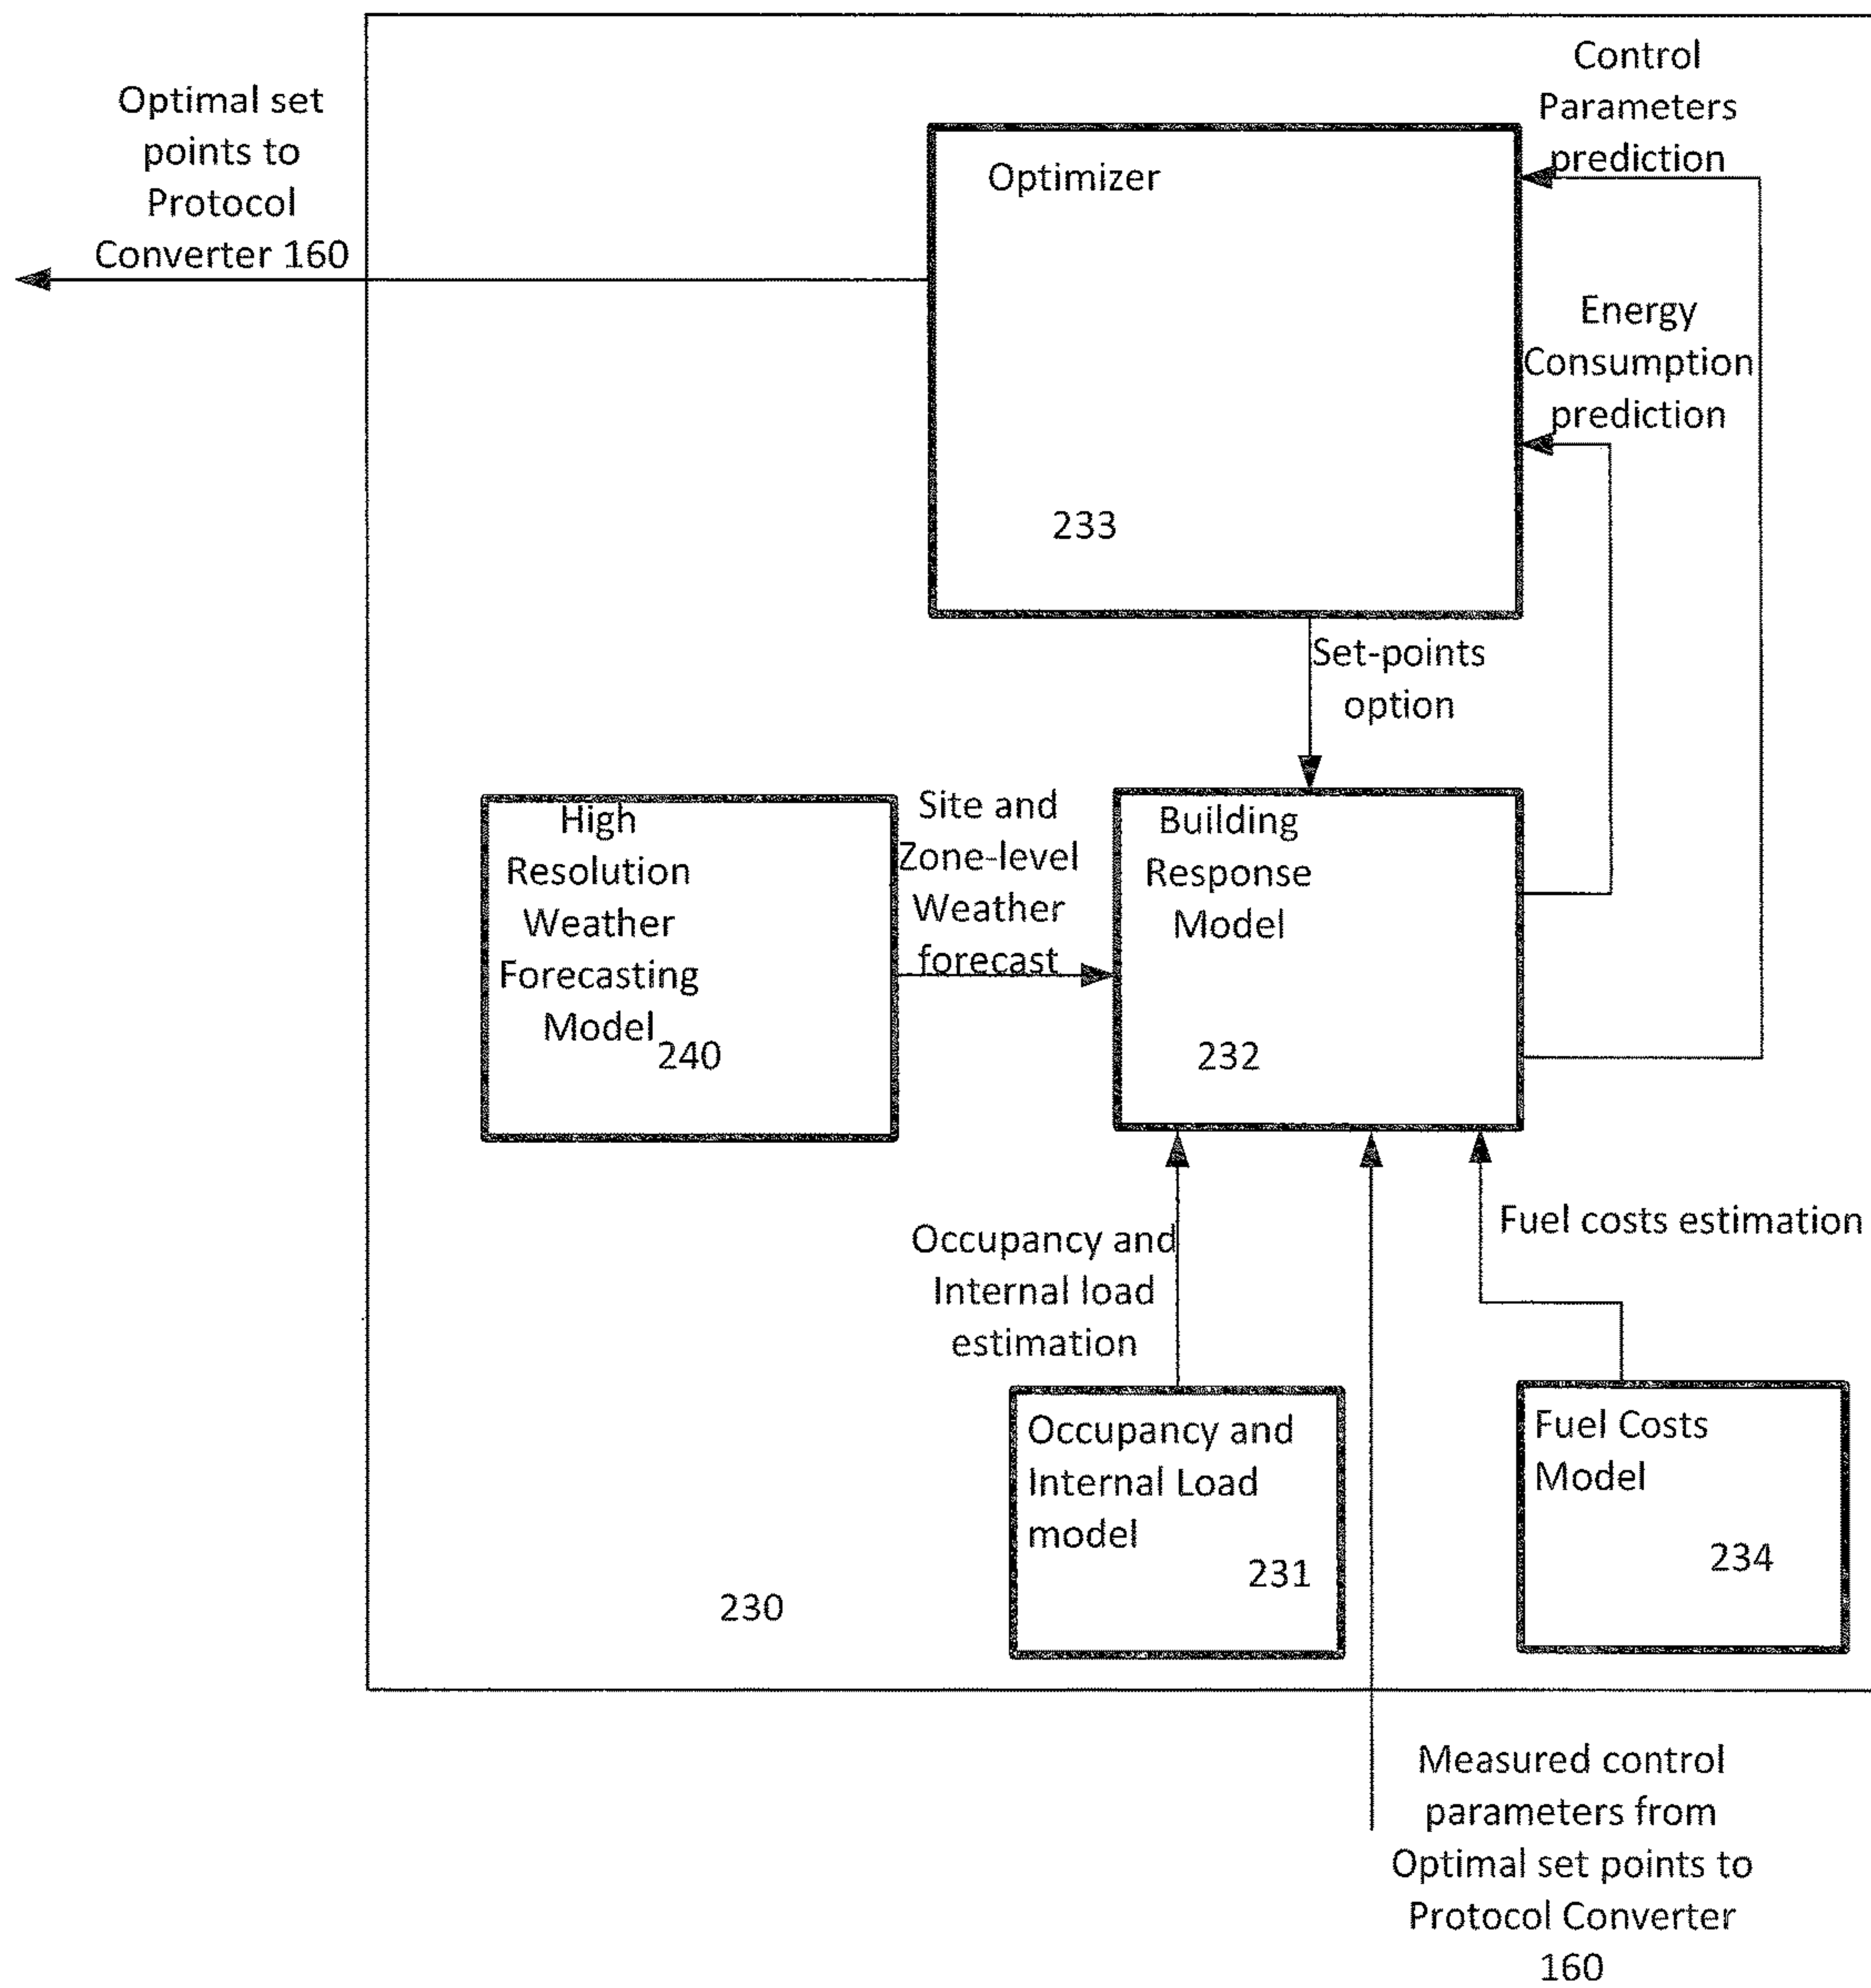 Control
Parameters
prediction
Optimal set
points to
Protocol
Converter 160
Optimizer
233
Energy
Consumption
prediction
Set-points
option
High
Resolution
Weather
Forecasting
Model
240
Site and
Zone-level
Weather
forecast
Building
Response
Model
232
Occupancy and
Internal load
estimation
Fuel costs estimation
Occupancy and
Internal Load
model
231
Fuel Costs
Model
234
230
Measured control
parameters from
Optimal set points to
Protocol Converter
160